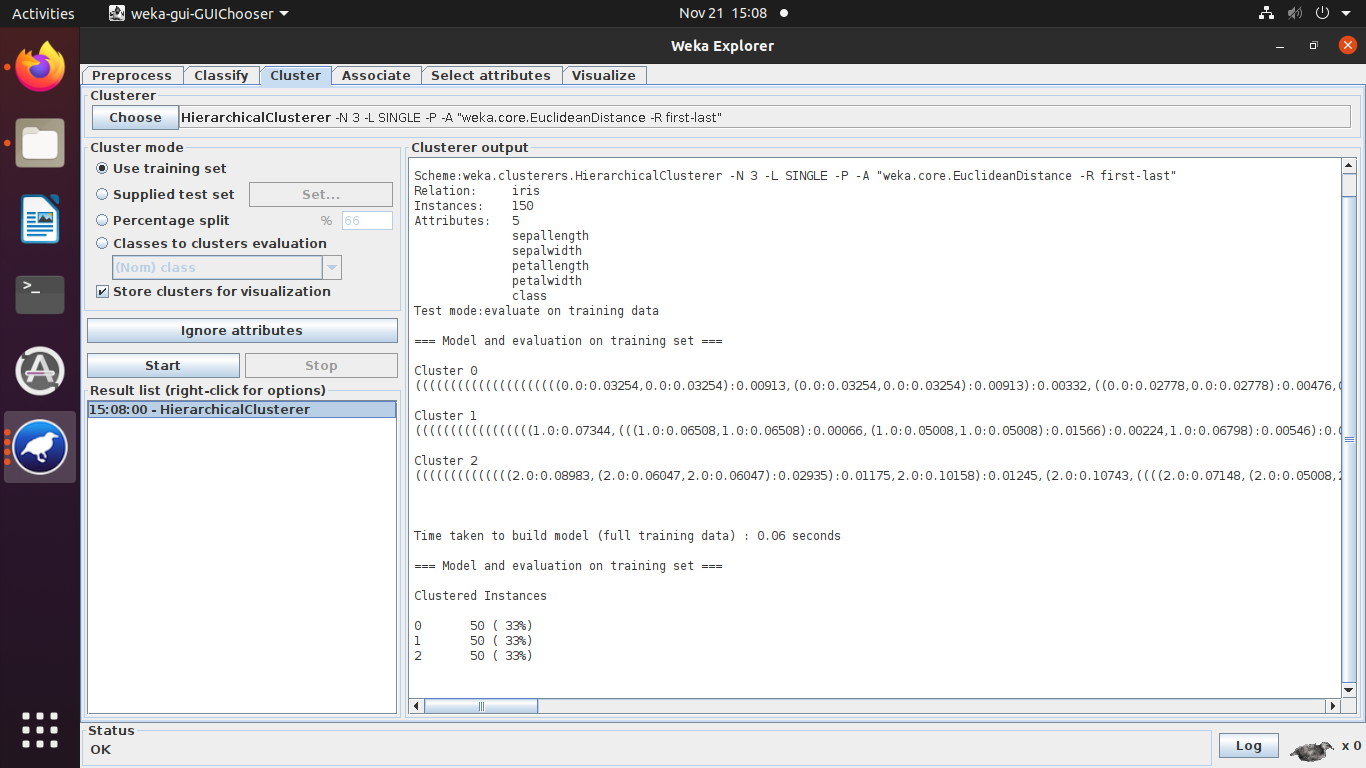 Activities weka-gui-GUIChooser Nov 21 15:08
Weka Explorer
Preprocess Classify Cluster Associate Select attributes Visualize
Clusterer
Choose HierarchicalClusterer -N 3 -L SINGLE -P -A "weka.core.EuclideanDistance -R first-last"
Cluster mode
Use training set
Supplied test set Set...
Percentage split % 66
Classes to clusters evaluation
(Nom) class
Store clusters for visualization
Ignore attributes
Start Stop
Result list (right-click for options)
15:08:00 - HierarchicalClusterer
Clusterer output
Scheme:weka.clusterers.HierarchicalClusterer -N 3 -L SINGLE -P -A "weka.core.EuclideanDistance -R first-last"
Relation: iris
Instances: 150
Attributes: 5
sepallength
sepalwidth
petallength
petalwidth
class
Test mode:evaluate on training data
=== Model and evaluation on training set ===
Cluster 0
(((((((((((((((((((((0.0:0.03254,0.0:0.03254):0.00913,(0.0:0.03254,0.0:0.03254):0.00913):0.00332,((0.0:0.02778,0.0:0.02778):0.00476,
Cluster 1
(((((((((((((((((1.0:0.07344,(((1.0:0.06508,1.0:0.06508):0.00066,(1.0:0.05008,1.0:0.05008):0.01566):0.00224,1.0:0.06798):0.00546):0.
Cluster 2
((((((((((((((2.0:0.08983,(2.0:0.06047,2.0:0.06047):0.02935):0.01175,2.0:0.10158):0.01245,(2.0:0.10743,((((2.0:0.07148,(2.0:0.05008,
Time taken to build model (full training data) : 0.06 seconds
=== Model and evaluation on training set ===
Clustered Instances
0 50 ( 33%)
1 50 ( 33%)
2 50 ( 33%)
Status
OK
Log x 0